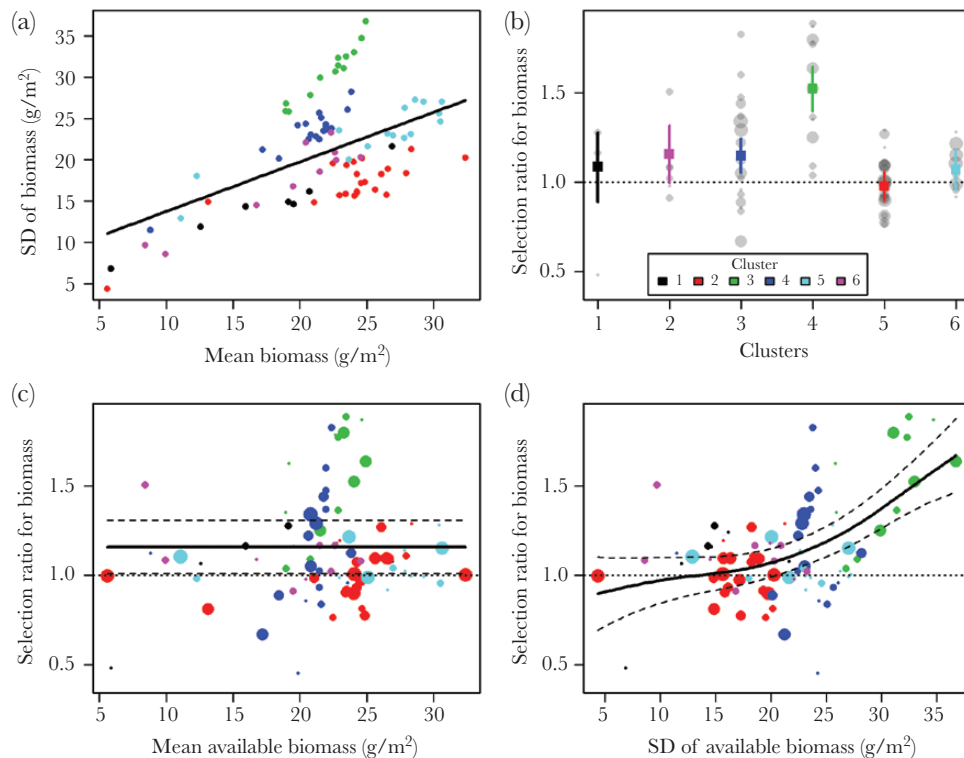 (a)
SD of biomass (g/m²)
35
30
25
20
15
10
5
5 10 15 20 25 30
Mean biomass (g/m²)
(b)
Selection ratio for biomass
1.5
1.0
0.5
Cluster
1 2 3 4 5 6
1 2 3 4 5 6
Clusters
(c)
Selection ratio for biomass
1.5
1.0
0.5
5 10 15 20 25 30
Mean available biomass (g/m²)
(d)
Selection ratio for biomass
1.5
1.0
0.5
5 10 15 20 25 30 35
SD of available biomass (g/m²)